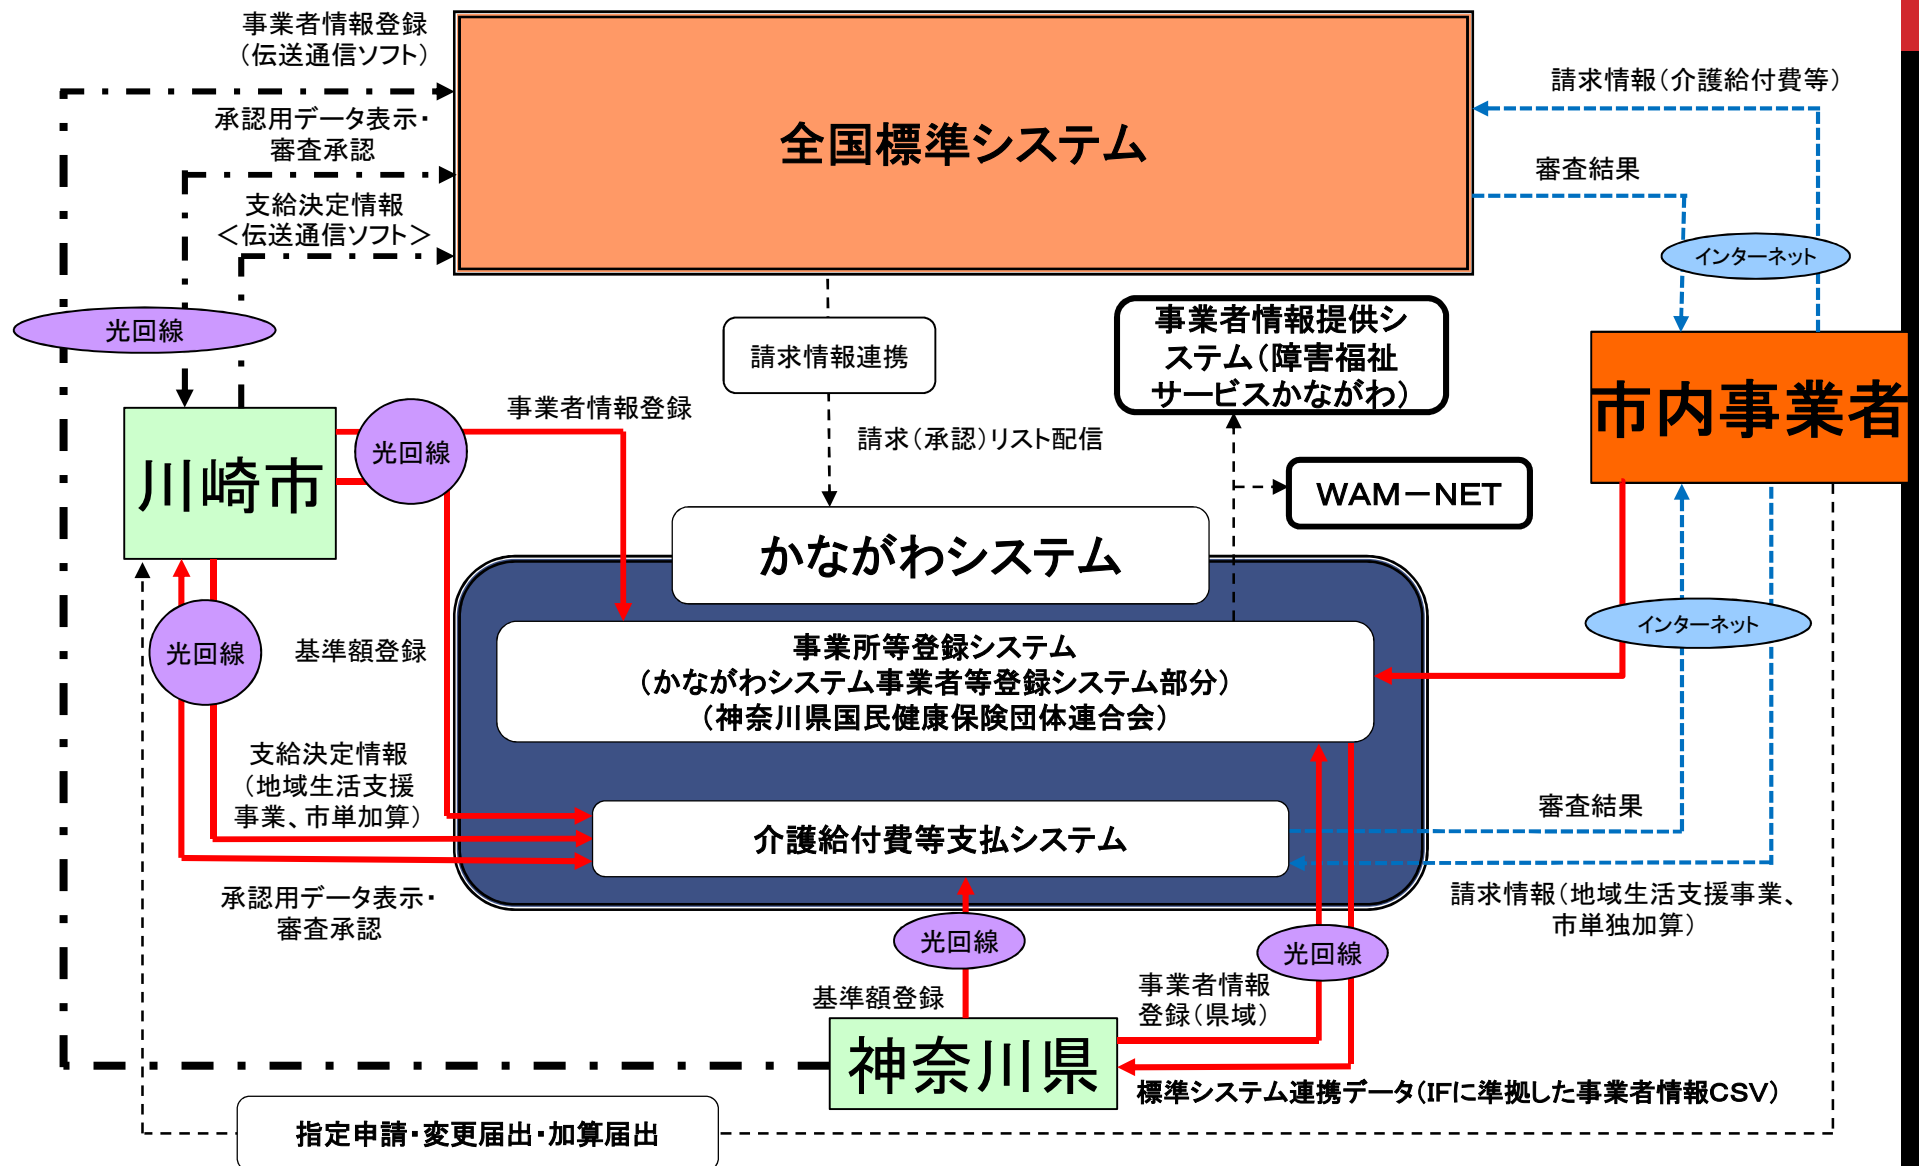 事業者情報登録
(伝送通信ソフト)
承認用データ表示・
審査承認
支給決定情報
＜伝送通信ソフト＞
全国標準システム
請求情報(介護給付費等)
審査結果
インターネット
光回線
請求情報連携
事業者情報提供シ
ステム(障害福祉
サービスかながわ)
市内事業者
川崎市
光回線
事業者情報登録
請求(承認)リスト配信
WAM－NET
かながわシステム
光回線
基準額登録
事業所等登録システム
(かながわシステム事業者等登録システム部分)
(神奈川県国民健康保険団体連合会)
インターネット
支給決定情報
(地域生活支援
事業、市単加算)
介護給付費等支払システム
審査結果
承認用データ表示・
審査承認
請求情報(地域生活支援事業、
市単独加算)
光回線
光回線
基準額登録
事業者情報
登録(県域)
神奈川県
標準システム連携データ(IFに準拠した事業者情報CSV)
指定申請・変更届出・加算届出